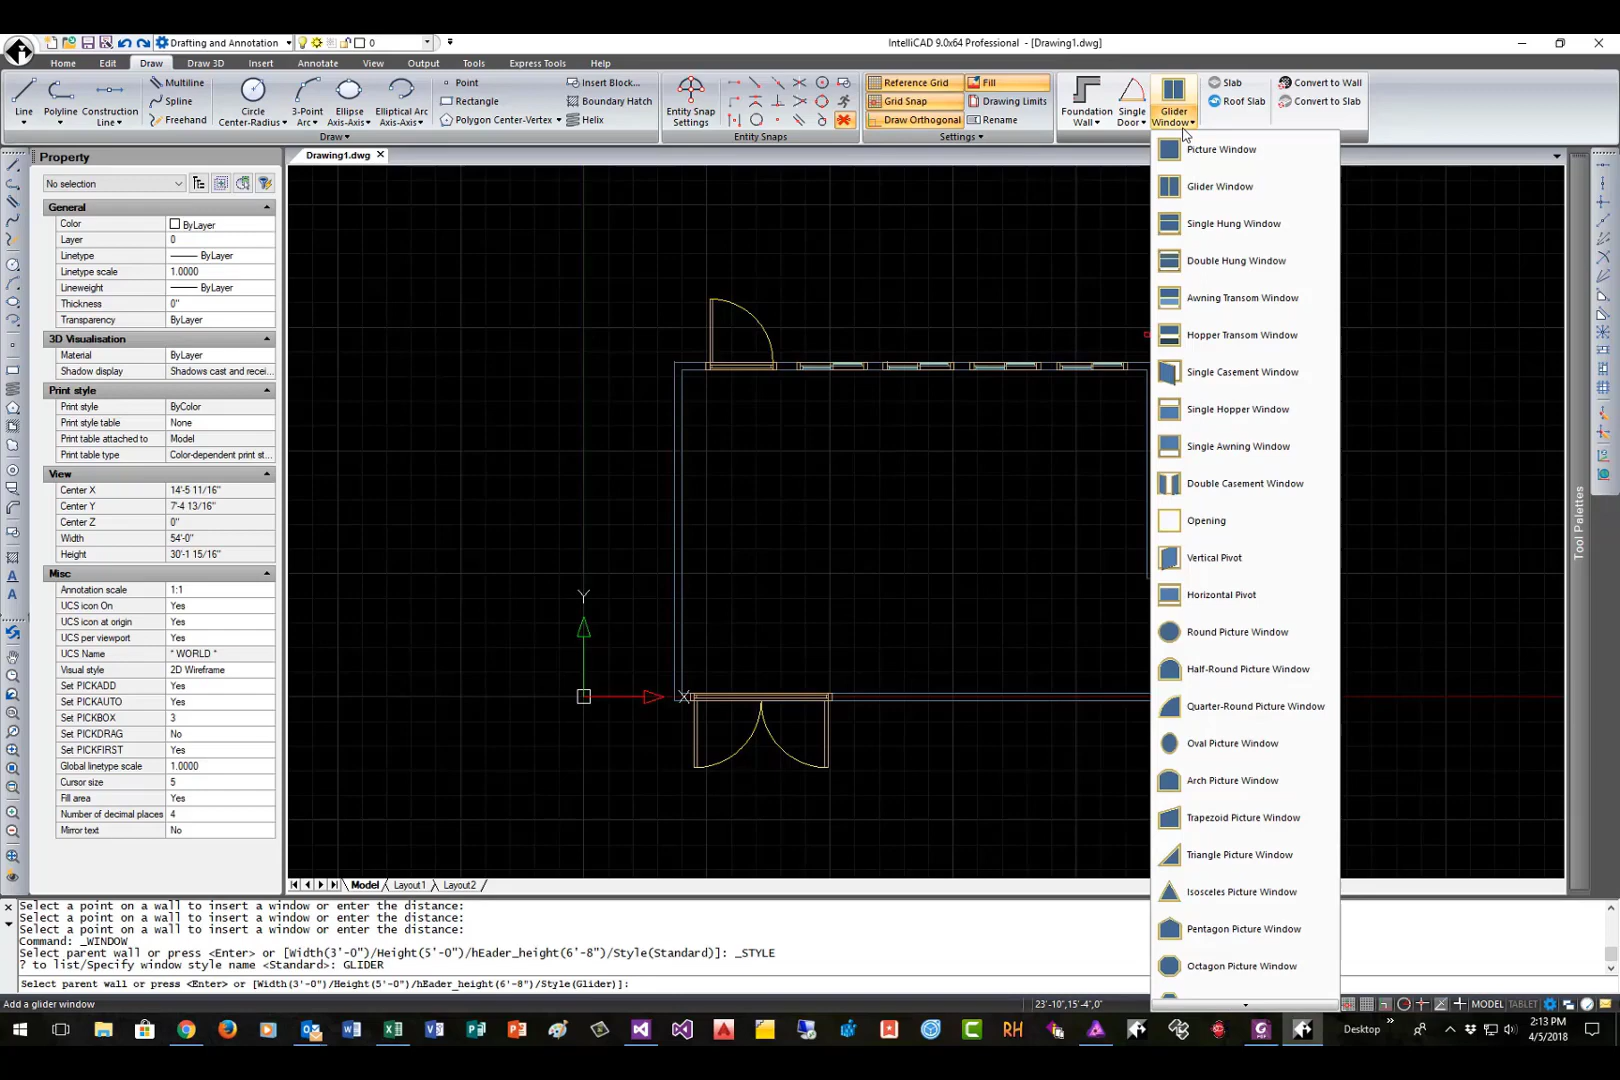 Drafting and Annotation
0
IntelliCAD 9.0x64 Professional - [Drawing1.dwg]
Home Edit Draw Draw 3D Insert Annotate View Output Tools Express Tools Help
Line
Polyline
Construction Line
Multiline
Spline
Freehand
Circle Center-Radius
3-Point Arc
Ellipse Axis-Axis
Elliptical Arc Axis-Axis
Point
Rectangle
Polygon Center-Vertex
Insert Block...
Boundary Hatch
Helix
Entity Snap Settings
Reference Grid
Grid Snap
Draw Orthogonal
Fill
Drawing Limits
Rename
Foundation Wall
Single Door
Glider Window
Slab
Roof Slab
Convert to Wall
Convert to Slab
Draw
Entity Snaps
Settings
Property
Drawing1.dwg
No selection
General
Color ByLayer
Layer 0
Linetype ByLayer
Linetype scale 1.0000
Lineweight ByLayer
Thickness 0"
Transparency ByLayer
3D Visualisation
Material ByLayer
Shadow display Shadows cast and recei...
Print style
Print style ByColor
Print style table None
Print table attached to Model
Print table type Color-dependent print st...
View
Center X 14'-5 11/16"
Center Y 7'-4 13/16"
Center Z 0"
Width 54'-0"
Height 30'-1 15/16"
Misc
Annotation scale 1:1
UCS icon On Yes
UCS icon at origin Yes
UCS per viewport Yes
UCS Name * WORLD *
Visual style 2D Wireframe
Set PICKADD Yes
Set PICKAUTO Yes
Set PICKBOX 3
Set PICKDRAG No
Set PICKFIRST Yes
Global linetype scale 1.0000
Cursor size 5
Fill area Yes
Number of decimal places 4
Mirror text No
Y
X
Picture Window
Glider Window
Single Hung Window
Double Hung Window
Awning Transom Window
Hopper Transom Window
Single Casement Window
Single Hopper Window
Single Awning Window
Double Casement Window
Opening
Vertical Pivot
Horizontal Pivot
Round Picture Window
Half-Round Picture Window
Quarter-Round Picture Window
Oval Picture Window
Arch Picture Window
Trapezoid Picture Window
Triangle Picture Window
Isosceles Picture Window
Pentagon Picture Window
Octagon Picture Window
Tool Palettes
Model Layout1 Layout2
Select a point on a wall to insert a window or enter the distance:
Select a point on a wall to insert a window or enter the distance:
Select a point on a wall to insert a window or enter the distance:
Command: _WINDOW
Select parent wall or press <Enter> or [Width(3'-0")/Height(5'-0")/hEader_height(6'-8")/Style(Standard)]: _STYLE
? to list/Specify window style name <Standard>: GLIDER
Select parent wall or press <Enter> or [Width(3'-0")/Height(5'-0")/hEader_height(6'-8")/Style(Glider)]:
Add a glider window
23'-10",15'-4",0"
MODEL TABLET
RH
Desktop
2:13 PM
4/5/2018